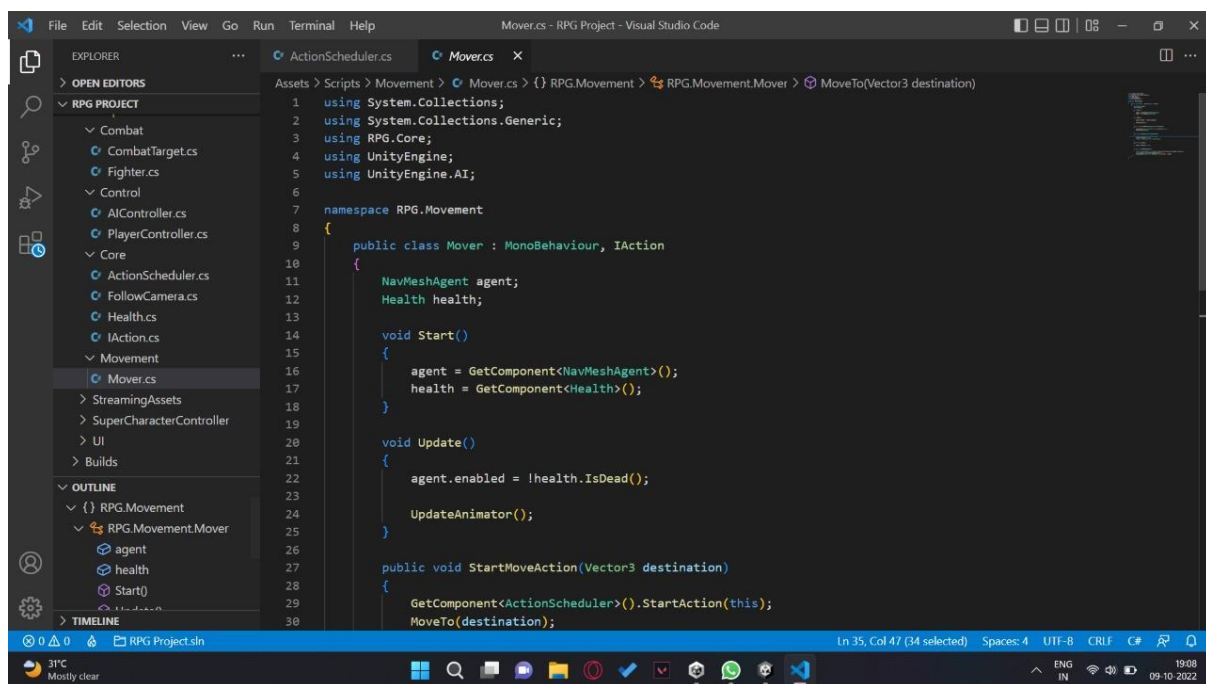 File Edit Selection View Go Run Terminal Help Mover.cs - RPG Project - Visual Studio Code
EXPLORER
OPEN EDITORS
RPG PROJECT
Combat
CombatTarget.cs
Fighter.cs
Control
AIController.cs
PlayerController.cs
Core
ActionScheduler.cs
FollowCamera.cs
Health.cs
IAction.cs
Movement
Mover.cs
StreamingAssets
SuperCharacterController
UI
Builds
OUTLINE
{} RPG.Movement
RPG.Movement.Mover
agent
health
Start()
TIMELINE
ActionScheduler.cs Mover.cs
Assets > Scripts > Movement > Mover.cs > {} RPG.Movement > RPG.Movement.Mover > MoveTo(Vector3 destination)
1 using System.Collections;
2 using System.Collections.Generic;
3 using RPG.Core;
4 using UnityEngine;
5 using UnityEngine.AI;
6
7 namespace RPG.Movement
8 {
9 public class Mover : MonoBehaviour, IAction
10 {
11 NavMeshAgent agent;
12 Health health;
13
14 void Start()
15 {
16 agent = GetComponent<NavMeshAgent>();
17 health = GetComponent<Health>();
18 }
19
20 void Update()
21 {
22 agent.enabled = !health.IsDead();
23
24 UpdateAnimator();
25 }
26
27 public void StartMoveAction(Vector3 destination)
28 {
29 GetComponent<ActionScheduler>().StartAction(this);
30 MoveTo(destination);
0 0 RPG Project.sln Ln 35, Col 47 (34 selected) Spaces: 4 UTF-8 CRLF C#
31°C
Mostly clear
ENG
IN
19:08
09-10-2022